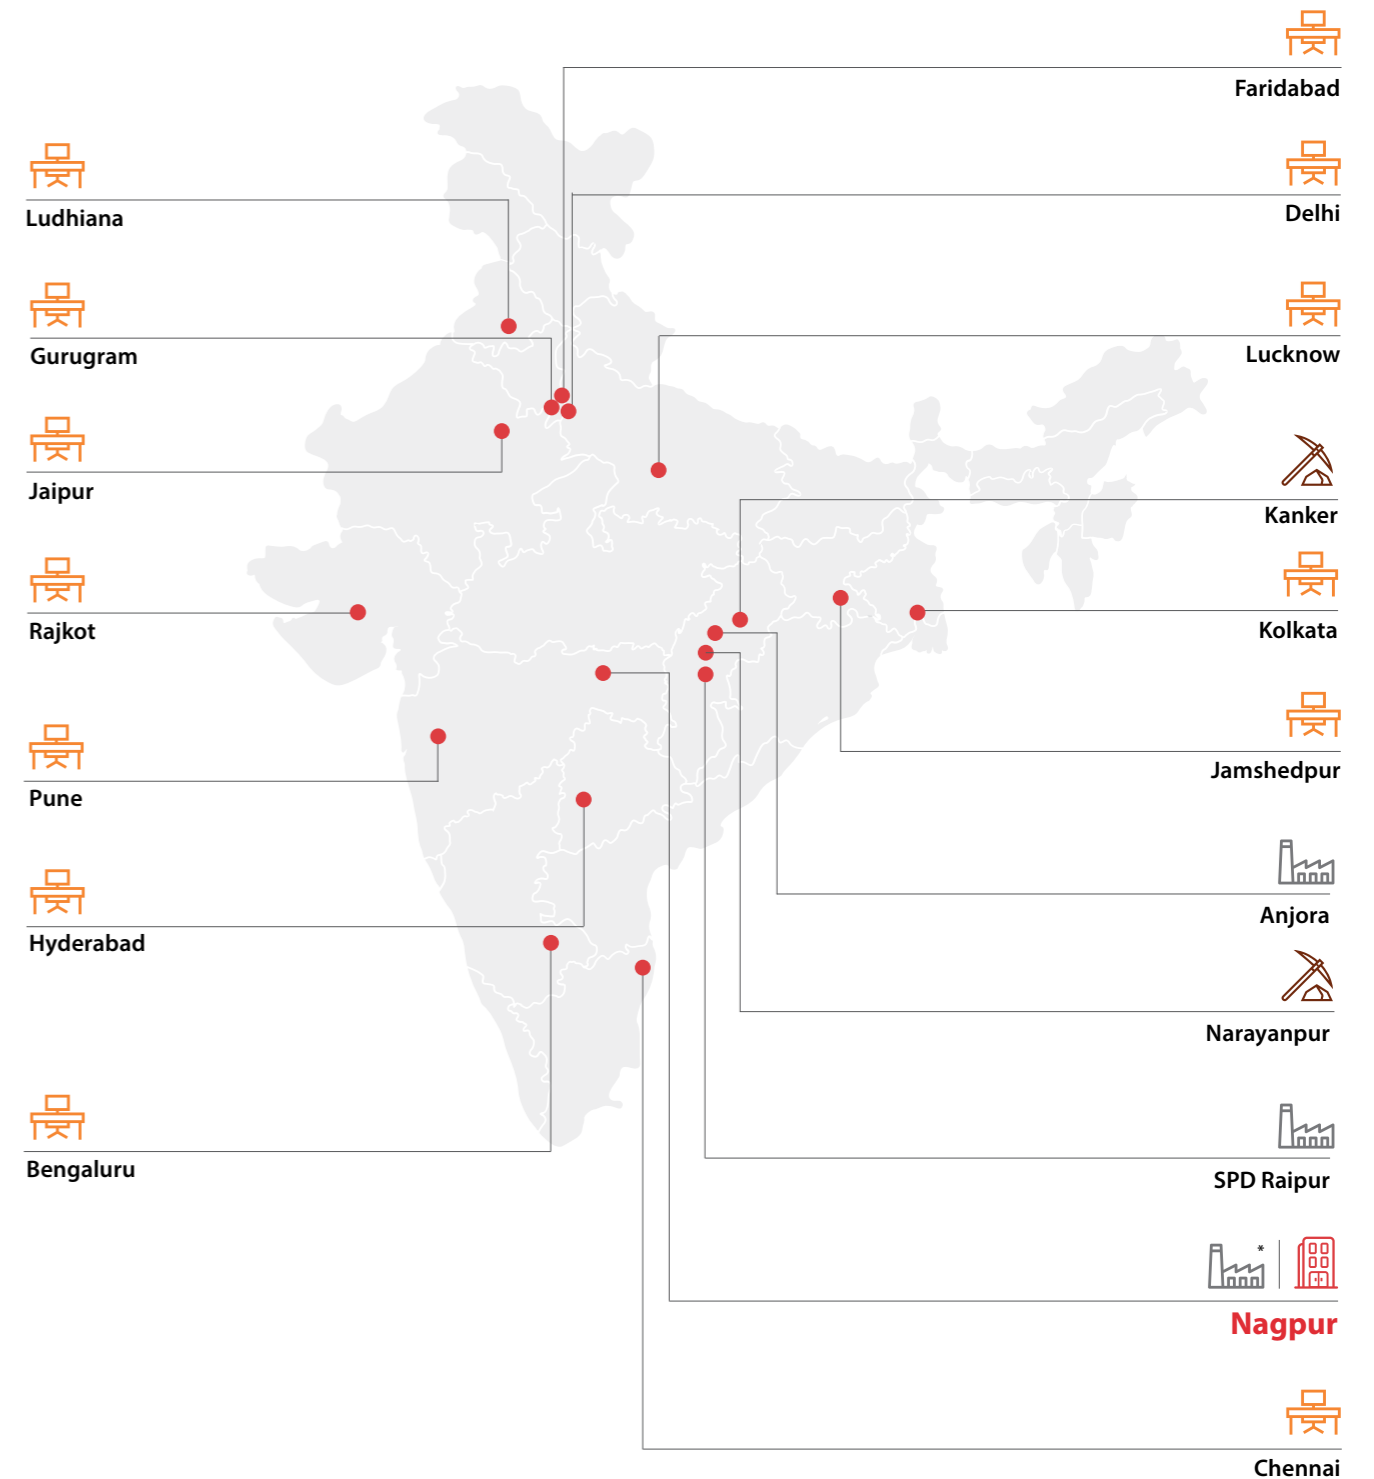 Faridabad
Delhi
Ludhiana
Gurugram
Lucknow
Jaipur
Kanker
Rajkot
Kolkata
Jamshedpur
Pune
Anjora
Hyderabad
Narayanpur
Bengaluru
SPD Raipur
*
Nagpur
Chennai